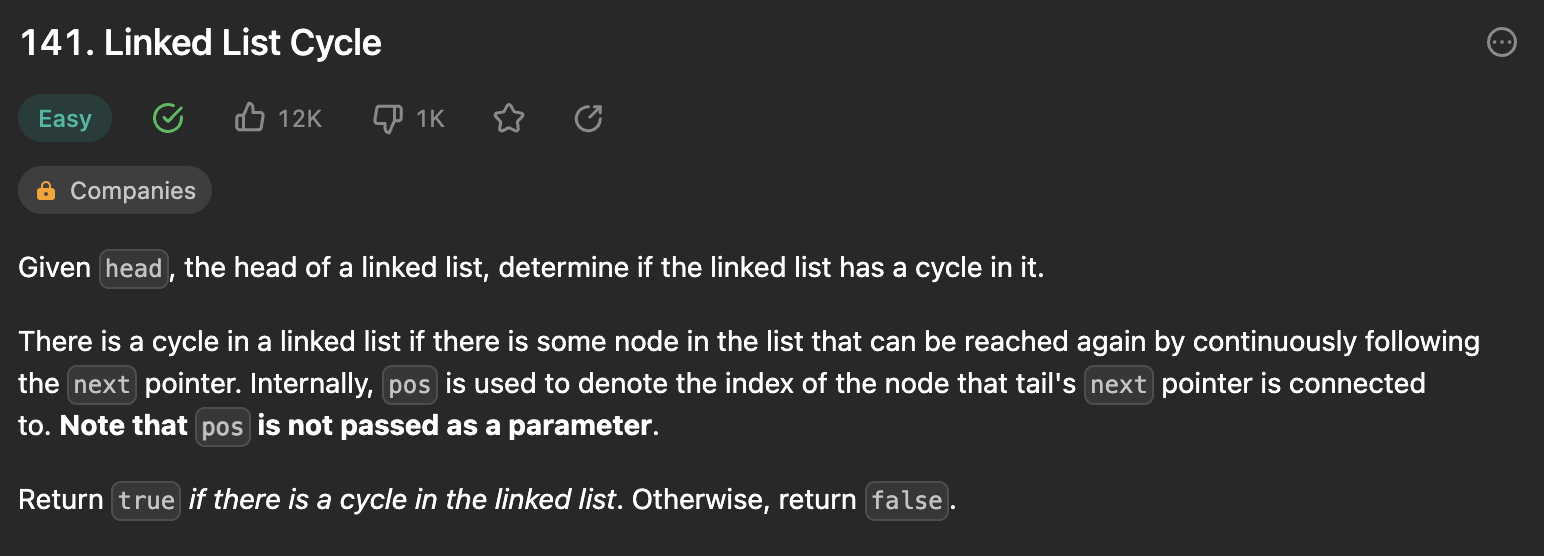 141. Linked List Cycle
Easy 12K 1K
Companies
Given head, the head of a linked list, determine if the linked list has a cycle in it.
There is a cycle in a linked list if there is some node in the list that can be reached again by continuously following
the next pointer. Internally, pos is used to denote the index of the node that tail's next pointer is connected
to. Note that pos is not passed as a parameter.
Return true if there is a cycle in the linked list. Otherwise, return false.